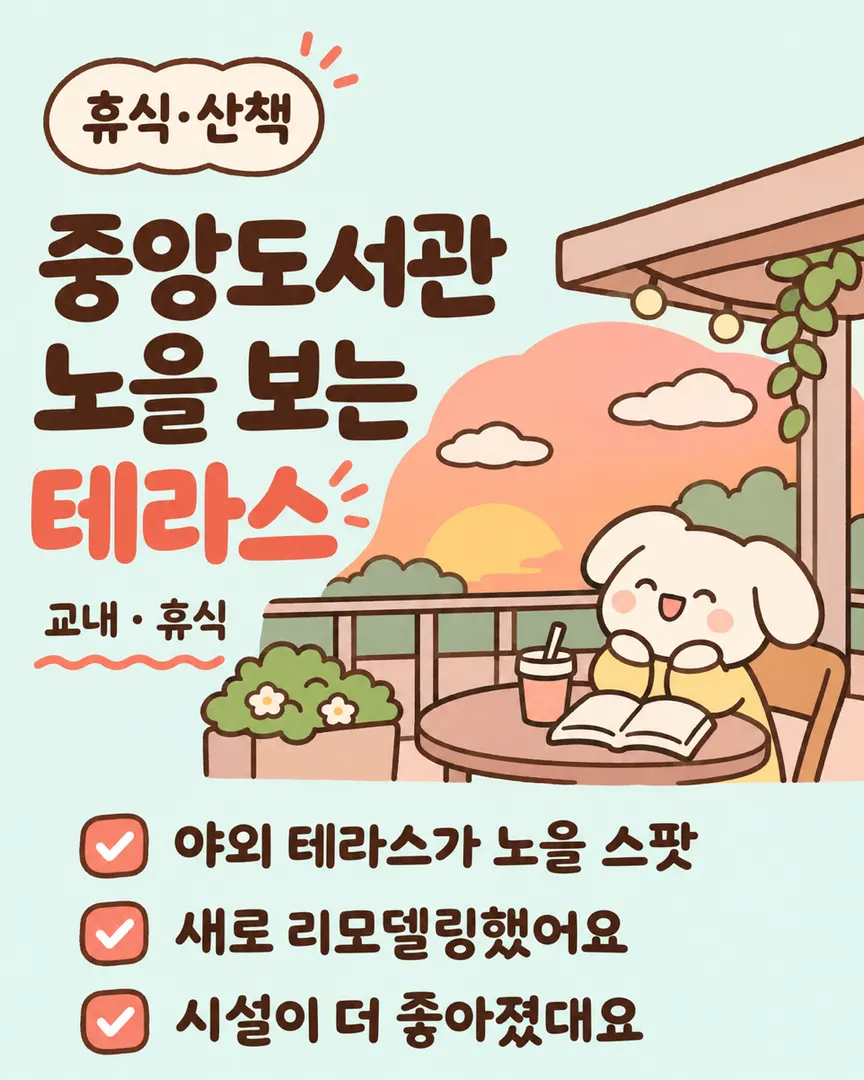 휴식·산책
중앙도서관
노을 보는
테라스
교내 · 휴식
야외 테라스가 노을 스팟
새로 리모델링했어요
시설이 더 좋아졌대요